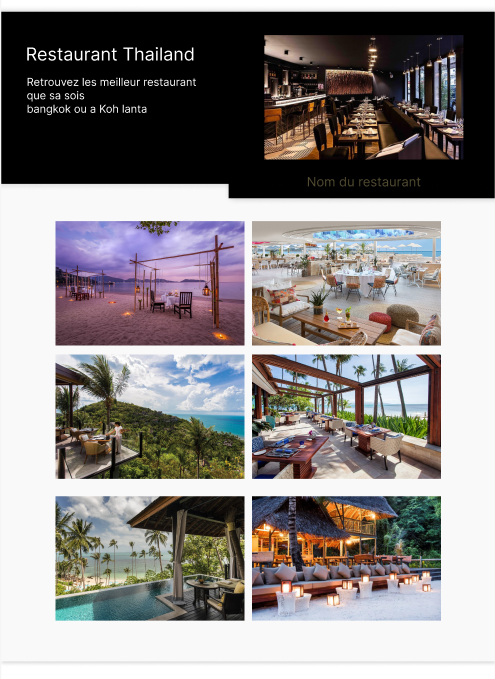 Restaurant Thailand
Retrouvez les meilleur restaurant
que sa sois
bangkok ou a Koh lanta
Nom du restaurant